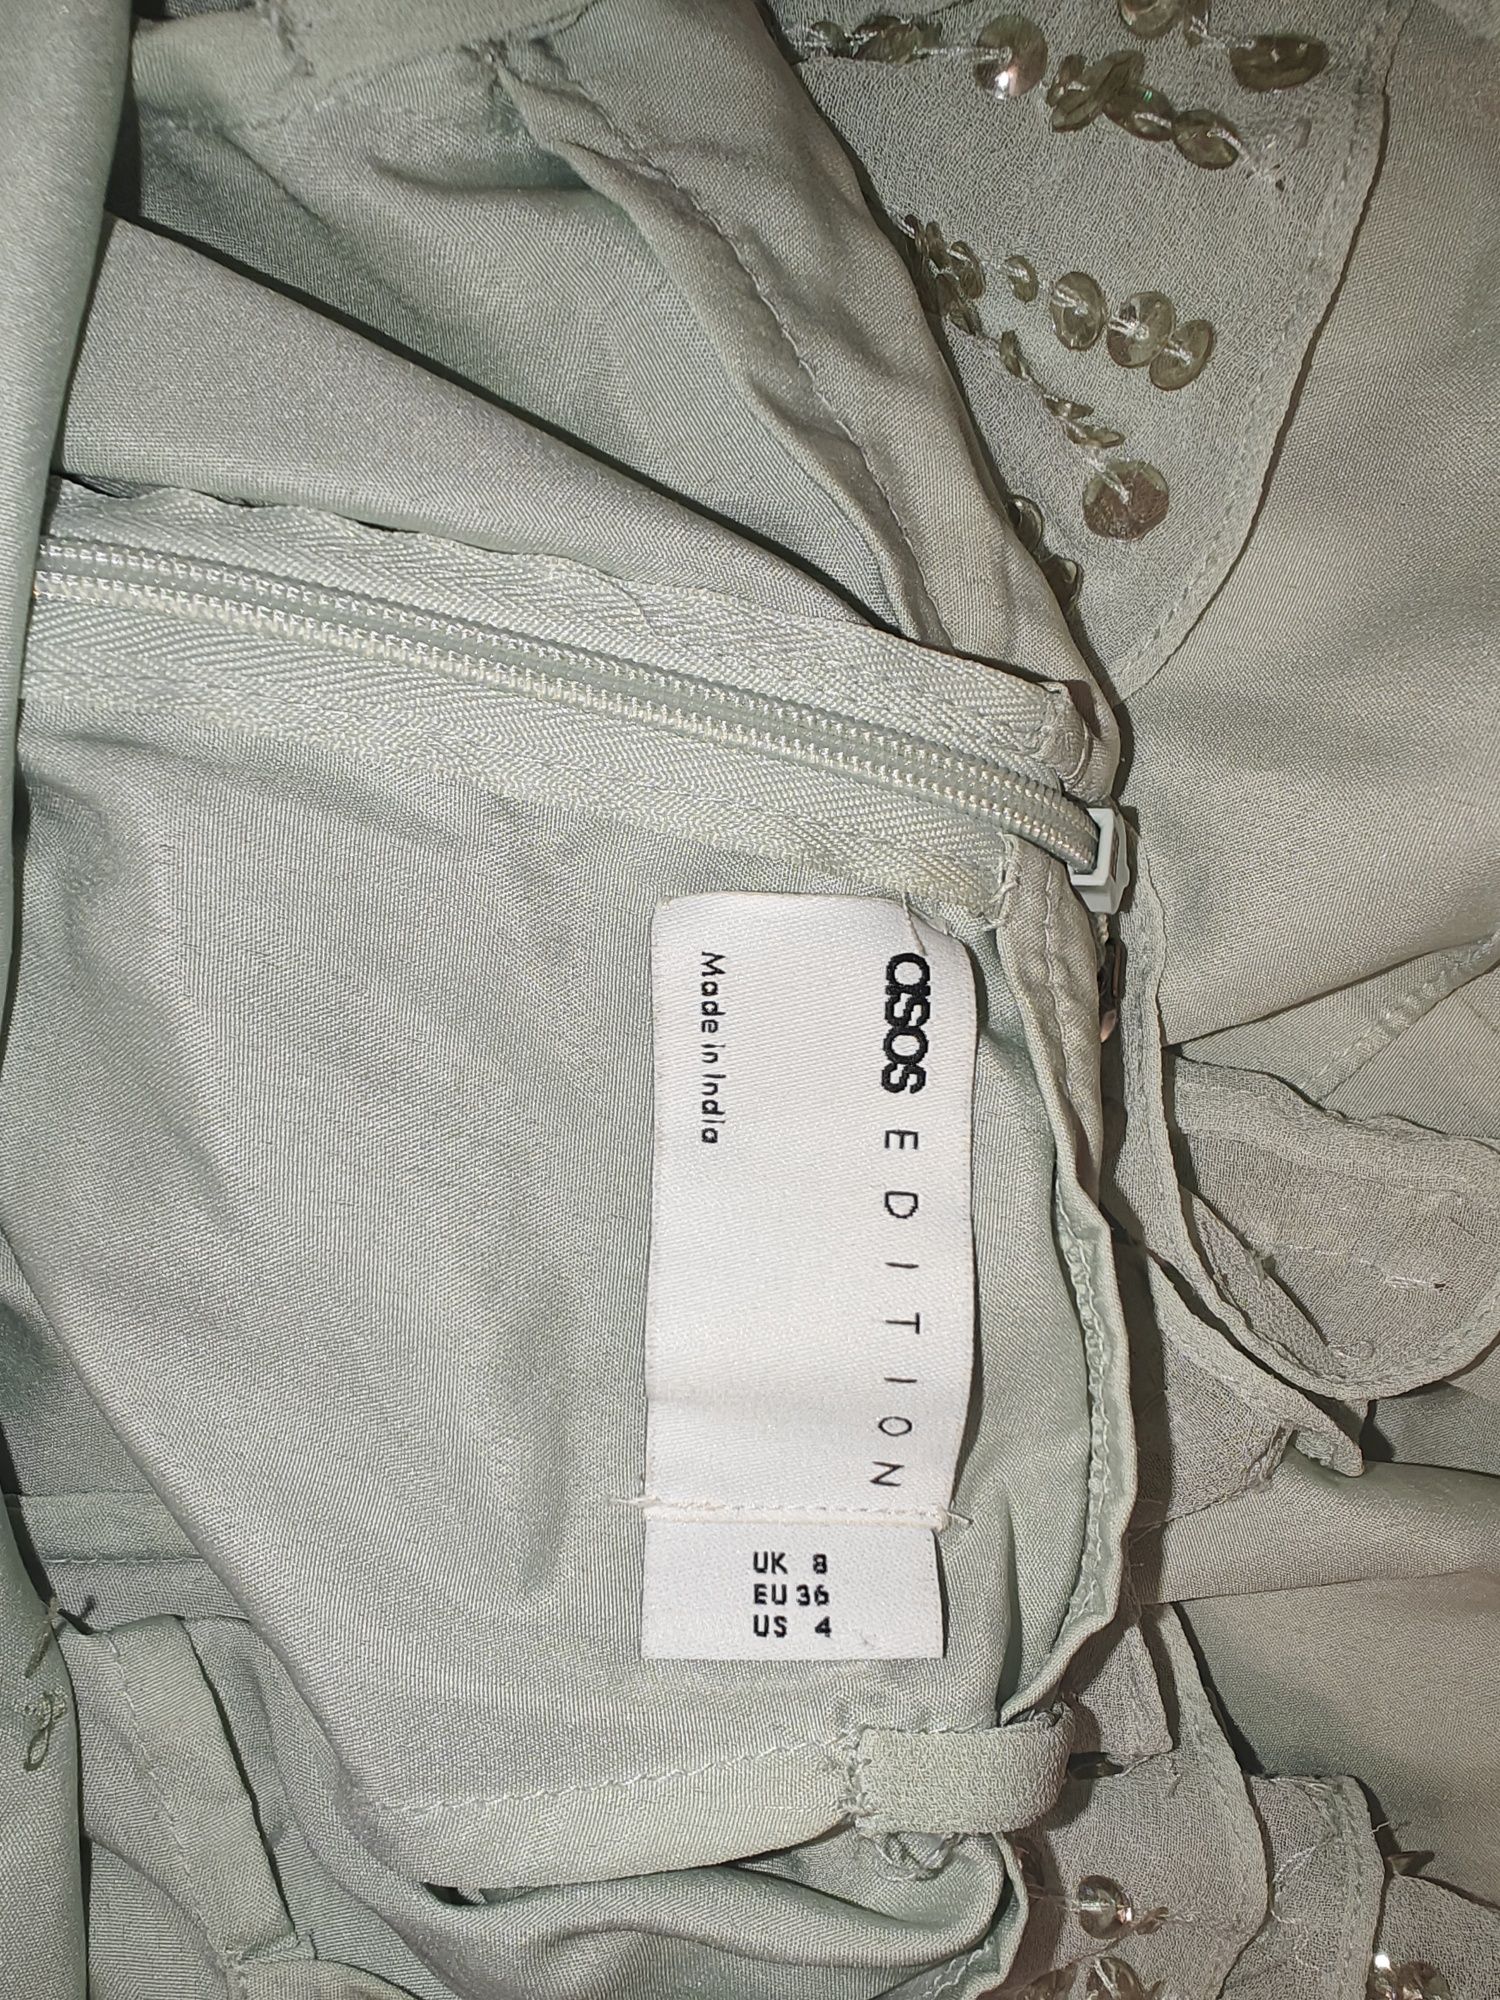 asos EDITION
Made in India
UK 8
EU 36
US 4